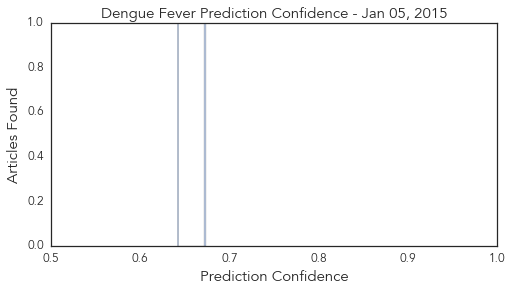 Dengue Fever Prediction Confidence - Jan 05, 2015
1.0
0.8
0.6
0.4
0.2
0.0
Articles Found
0.5 0.6 0.7 0.8 0.9 1.0
Prediction Confidence